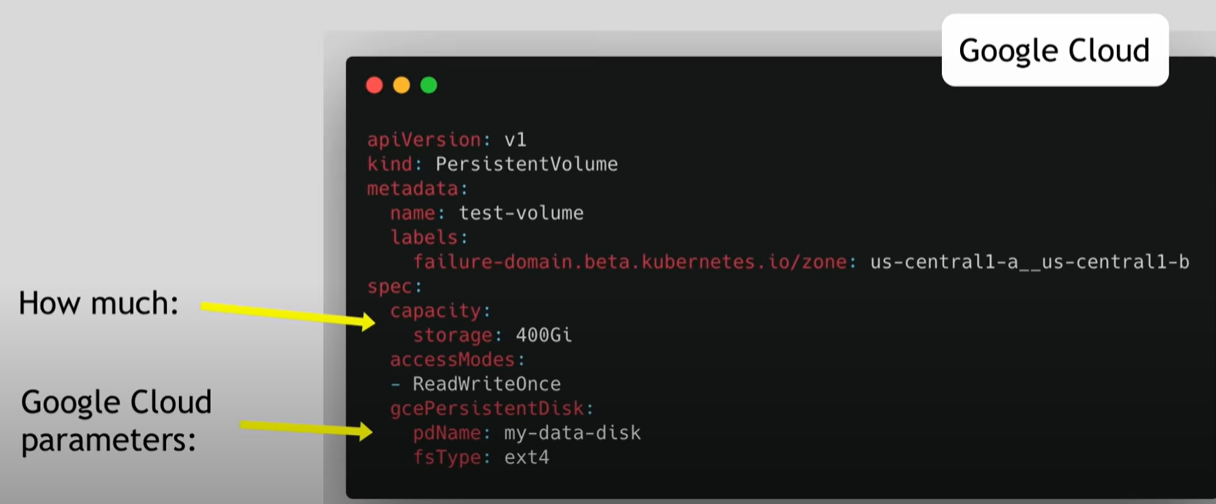 Google Cloud
apiVersion: v1
kind: PersistentVolume
metadata:
  name: test-volume
  labels:
    failure-domain.beta.kubernetes.io/zone: us-central1-a__us-central1-b
spec:
How much:
  capacity:
    storage: 400Gi
  accessModes:
  - ReadWriteOnce
Google Cloud
parameters:
  gcePersistentDisk:
    pdName: my-data-disk
    fsType: ext4